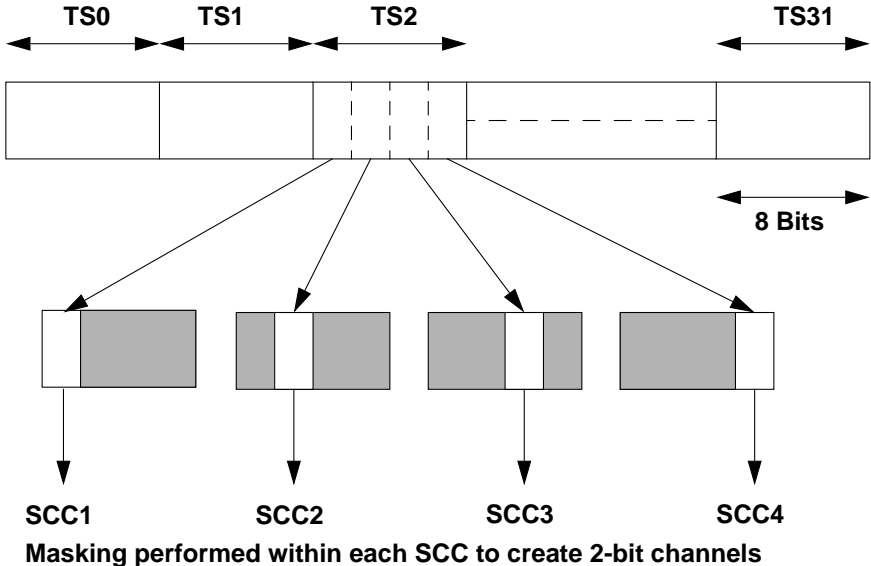 TS0 TS1 TS2 TS31
8 Bits
SCC1 SCC2 SCC3 SCC4
Masking performed within each SCC to create 2-bit channels